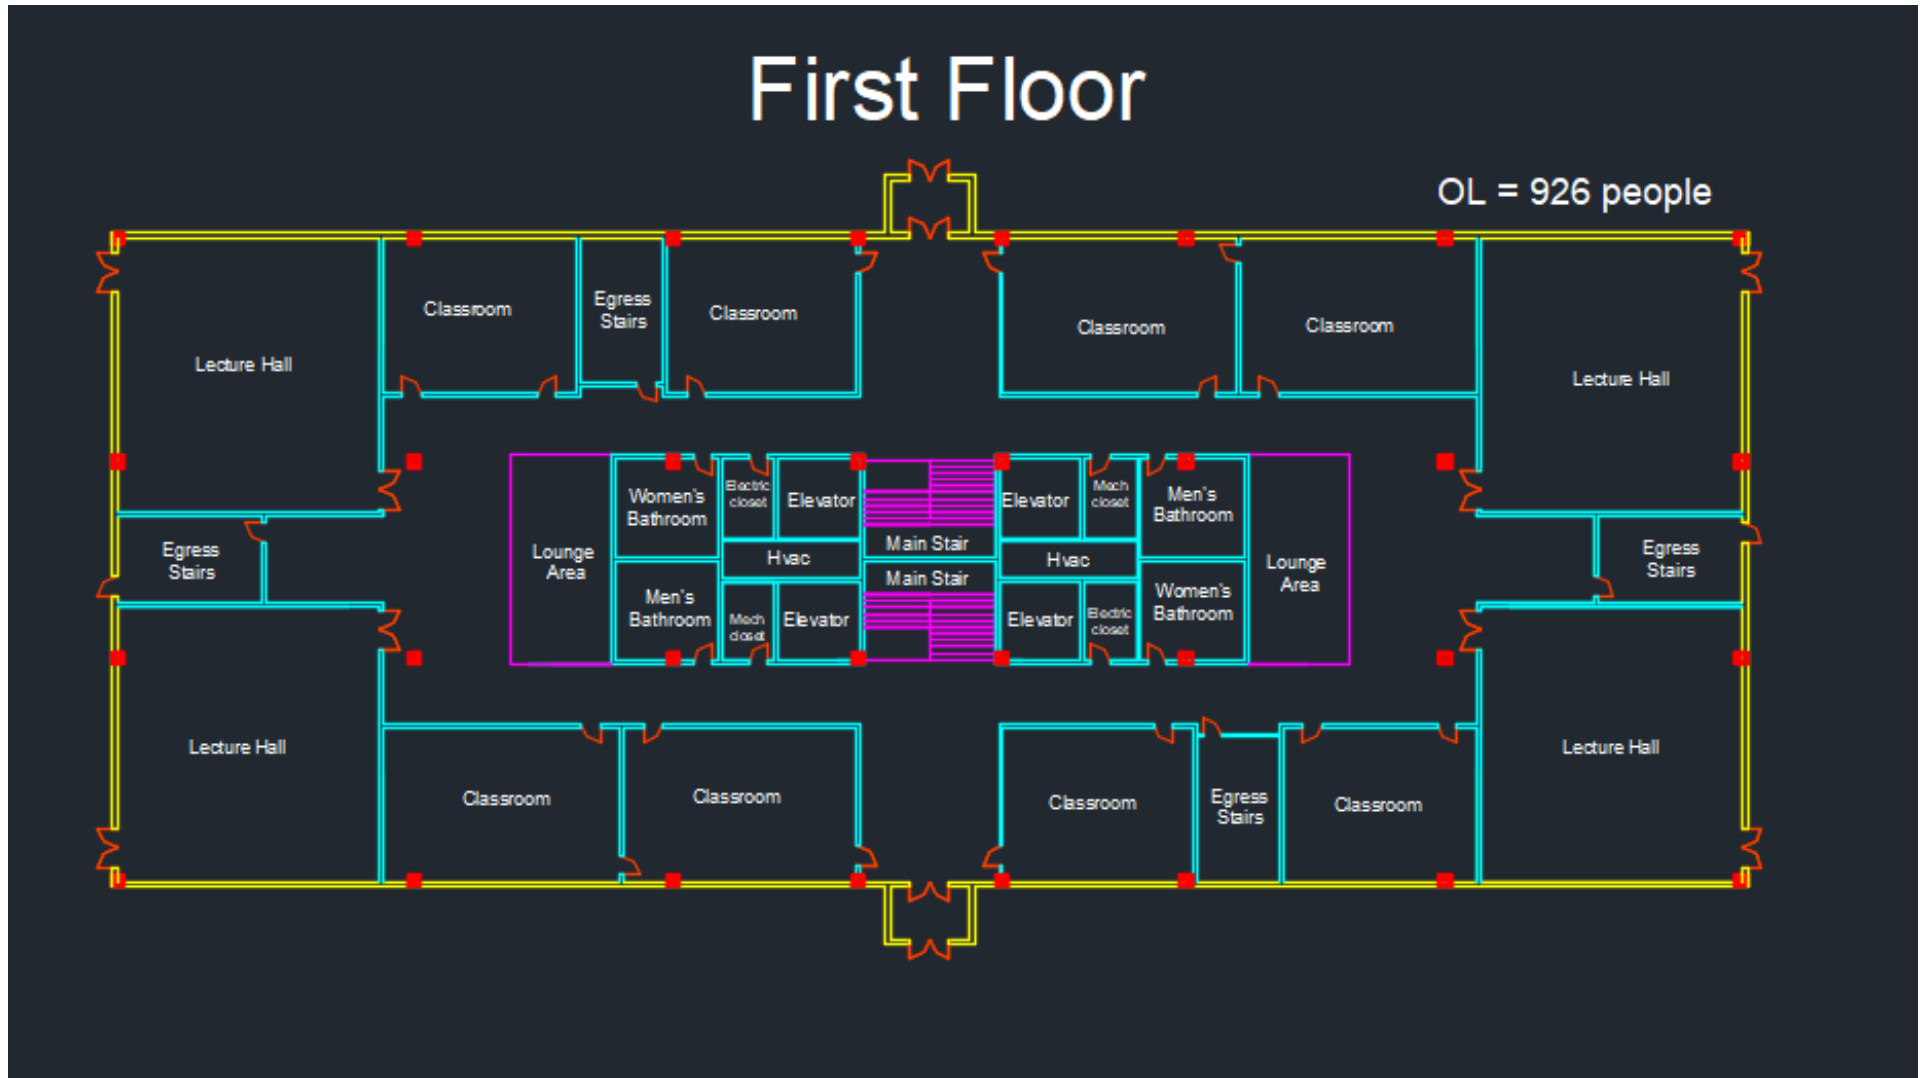 First Floor
OL = 926 people
Classroom
Egress
Stairs
Classroom
Classroom
Classroom
Lecture Hall
Lecture Hall
Women's
Bathroom
Electric
closet
Elevator
Elevator
Mech
closet
Men's
Bathroom
Egress
Stairs
Lounge
Area
Hvac
Main Stair
Main Stair
Hvac
Lounge
Area
Egress
Stairs
Men's
Bathroom
Mech
closet
Elevator
Elevator
Electric
closet
Women's
Bathroom
Lecture Hall
Lecture Hall
Classroom
Classroom
Classroom
Egress
Stairs
Classroom